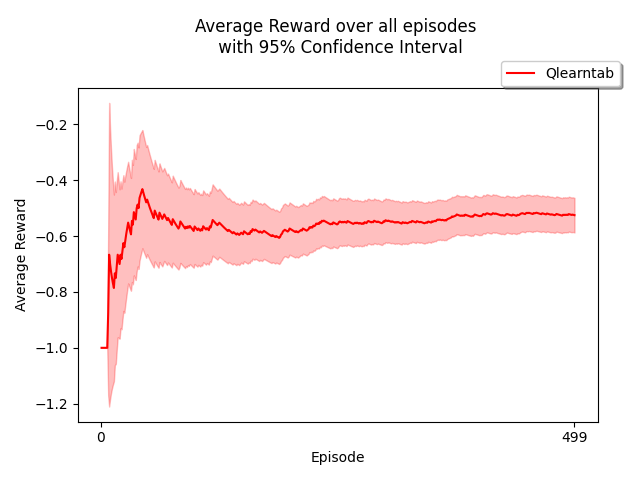 Average Reward over all episodes
with 95% Confidence Interval
Qlearntab
−0.2
−0.4
−0.6
−0.8
−1.0
−1.2
Average Reward
0
499
Episode